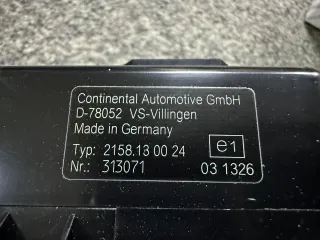 Continental Automotive GmbH
D-78052 VS-Villingen
Made in Germany
Typ: 2158.13 00 24 e1
Nr.: 313071 03 1326